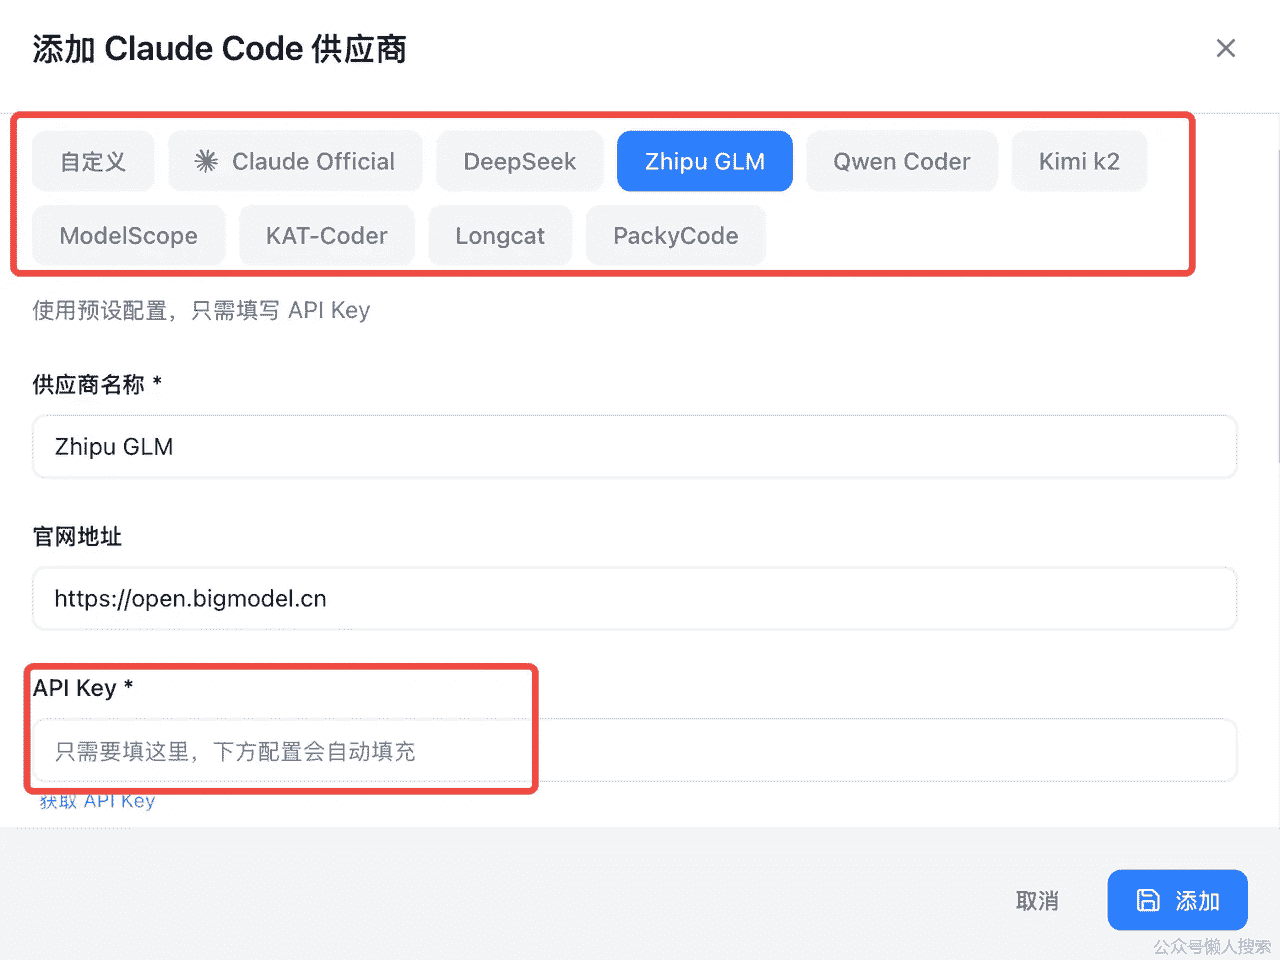 添加 Claude Code 供应商
自定义 Claude Official DeepSeek Zhipu GLM Qwen Coder Kimi k2
ModelScope KAT-Coder Longcat PackyCode
使用预设配置，只需填写 API Key
供应商名称 *
Zhipu GLM
官网地址
https://open.bigmodel.cn
API Key *
只需要填这里，下方配置会自动填充
获取 API Key
取消 添加
公众号懒人搜索